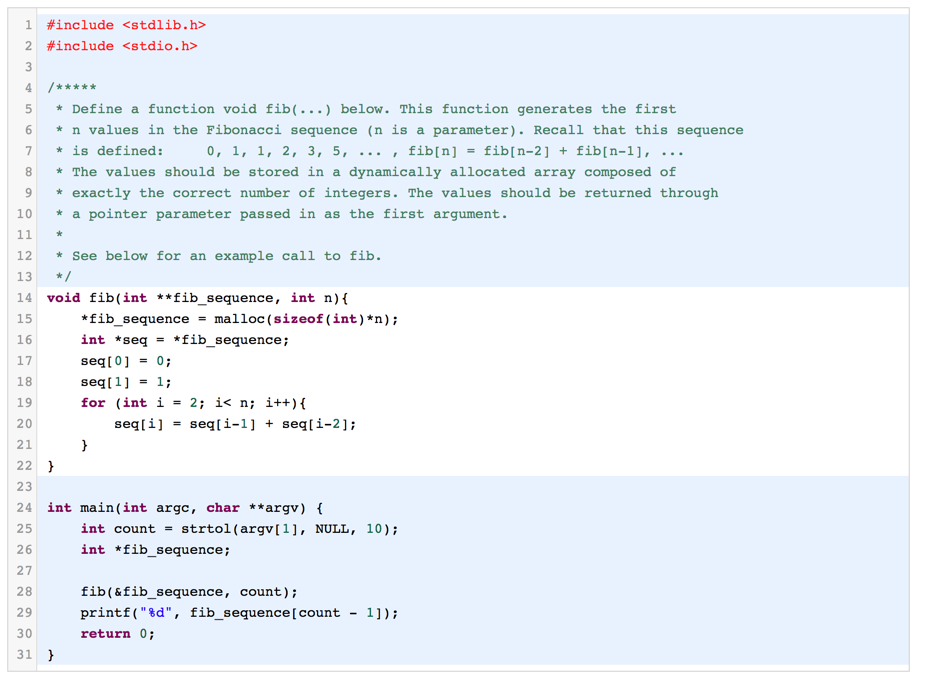 1 #include <stdlib.h>
2 #include <stdio.h>
3
4 /*****
5  * Define a function void fib(...) below. This function generates the first
6  * n values in the Fibonacci sequence (n is a parameter). Recall that this sequence
7  * is defined:     0, 1, 1, 2, 3, 5, ... , fib[n] = fib[n-2] + fib[n-1], ...
8  * The values should be stored in a dynamically allocated array composed of
9  * exactly the correct number of integers. The values should be returned through
10  * a pointer parameter passed in as the first argument.
11  *
12  * See below for an example call to fib.
13  */
14 void fib(int **fib_sequence, int n){
15     *fib_sequence = malloc(sizeof(int)*n);
16     int *seq = *fib_sequence;
17     seq[0] = 0;
18     seq[1] = 1;
19     for (int i = 2; i< n; i++){
20         seq[i] = seq[i-1] + seq[i-2];
21     }
22 }
23
24 int main(int argc, char **argv) {
25     int count = strtol(argv[1], NULL, 10);
26     int *fib_sequence;
27
28     fib(&fib_sequence, count);
29     printf("%d", fib_sequence[count - 1]);
30     return 0;
31 }